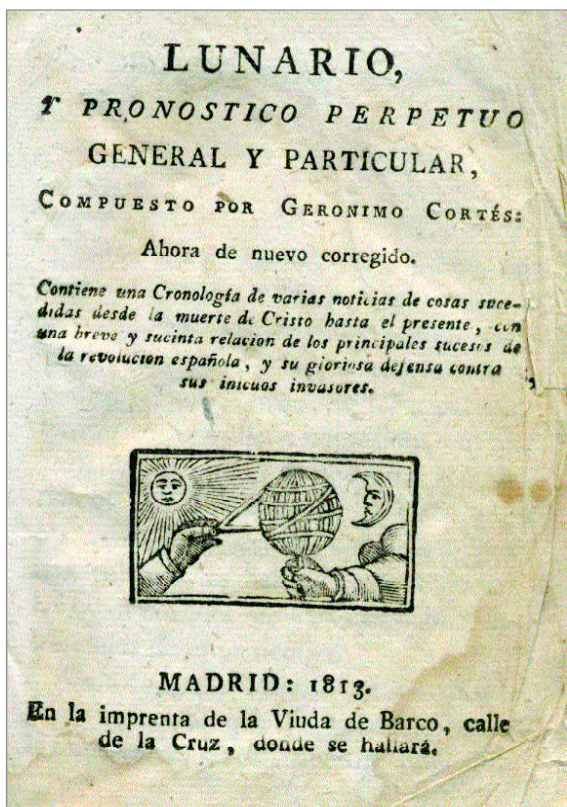 LUNARIO,
Y PRONOSTICO PERPETUO
GENERAL Y PARTICULAR,
COMPUESTO POR GERONIMO CORTÉS:
Ahora de nuevo corregido.
Contiene una Cronología de varias noticias de cosas suce-
didas desde la muerte de Cristo hasta el presente, con
una breve y sucinta relacion de los principales sucesos de
la revolucion española, y su gloriosa defensa contra
sus inicuos invasores.
MADRID: 1813.
En la imprenta de la Viuda de Barco, calle
de la Cruz, donde se hallará.